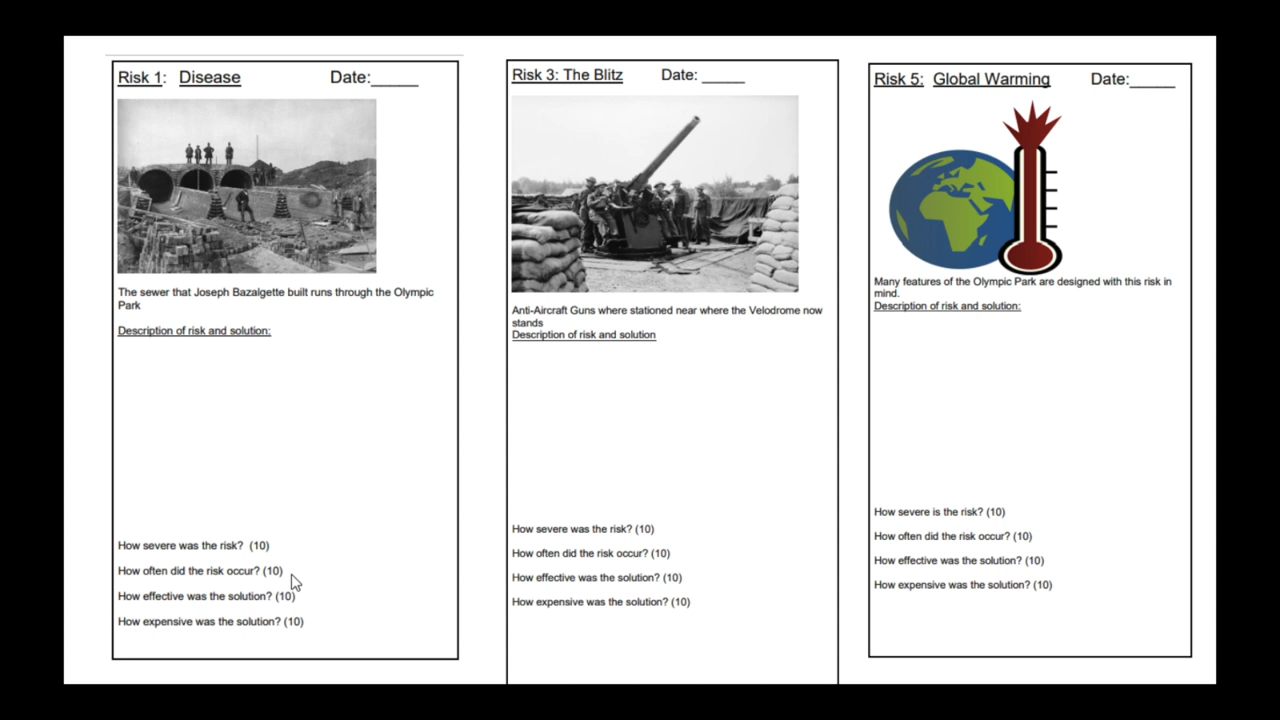 Risk 1: Disease Date:_____
The sewer that Joseph Bazalgette built runs through the Olympic
Park
Description of risk and solution:
How severe was the risk? (10)
How often did the risk occur? (10)
How effective was the solution? (10)
How expensive was the solution? (10)
Risk 3: The Blitz Date: _____
Anti-Aircraft Guns where stationed near where the Velodrome now
stands
Description of risk and solution
How severe was the risk? (10)
How often did the risk occur? (10)
How effective was the solution? (10)
How expensive was the solution? (10)
Risk 5: Global Warming Date:_____
Many features of the Olympic Park are designed with this risk in
mind.
Description of risk and solution:
How severe is the risk? (10)
How often did the risk occur? (10)
How effective was the solution? (10)
How expensive was the solution? (10)